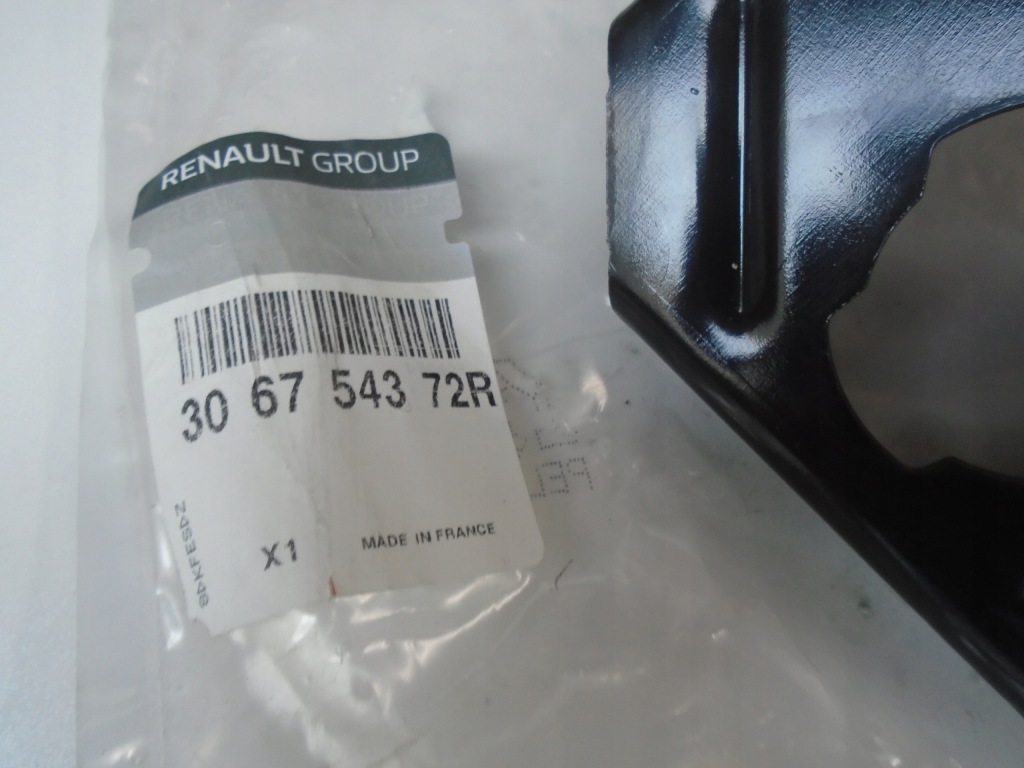 RENAULT GROUP
30 67 543 72R
X1
MADE IN FRANCE